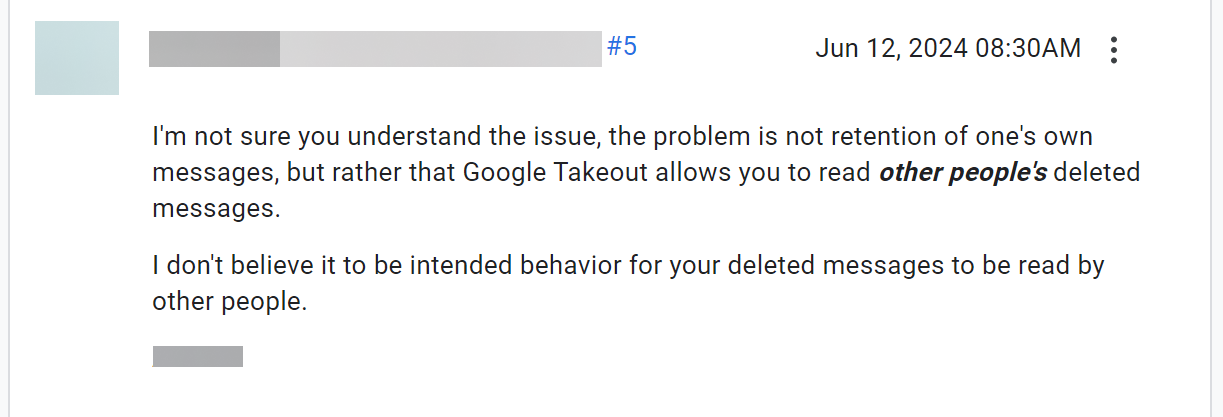 #5
Jun 12, 2024 08:30AM
I'm not sure you understand the issue, the problem is not retention of one's own
messages, but rather that Google Takeout allows you to read other people's deleted
messages.
I don't believe it to be intended behavior for your deleted messages to be read by
other people.